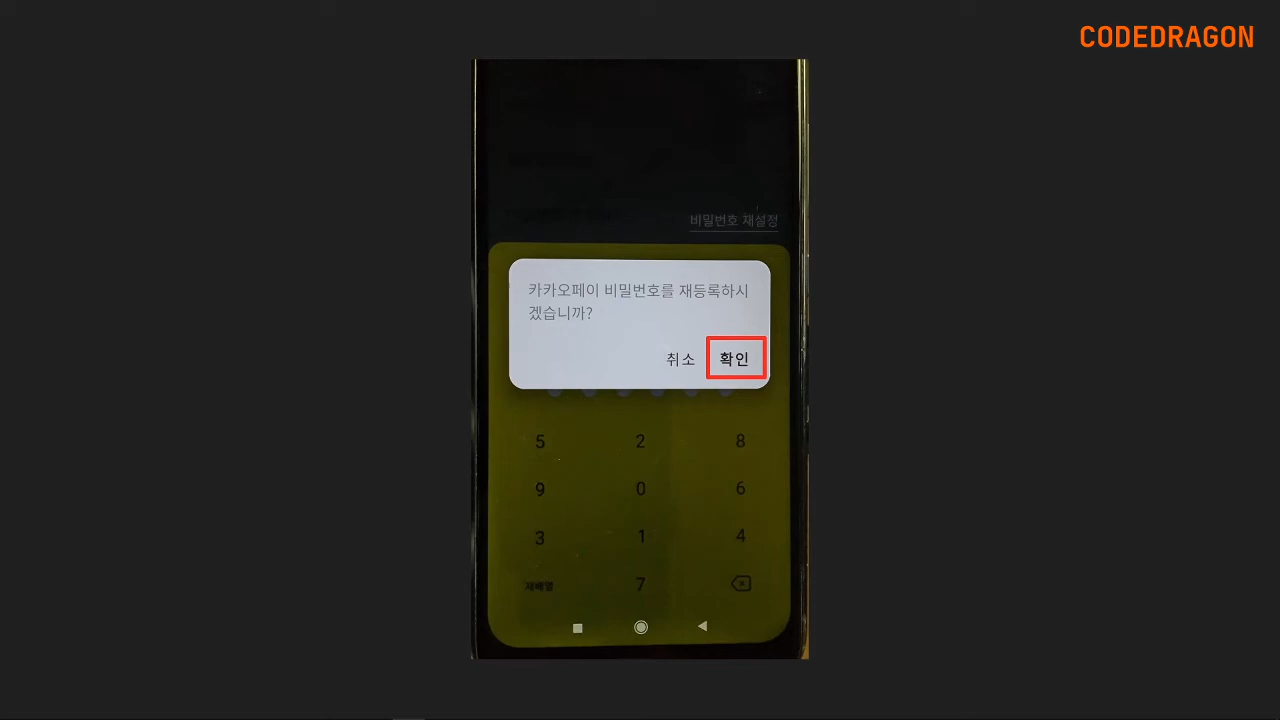 CODEDRAGON
비밀번호 재설정
카카오페이 비밀번호를 재등록하시
겠습니까?
취소 확인
5 2 8
9 0 6
3 1 4
재배열 7